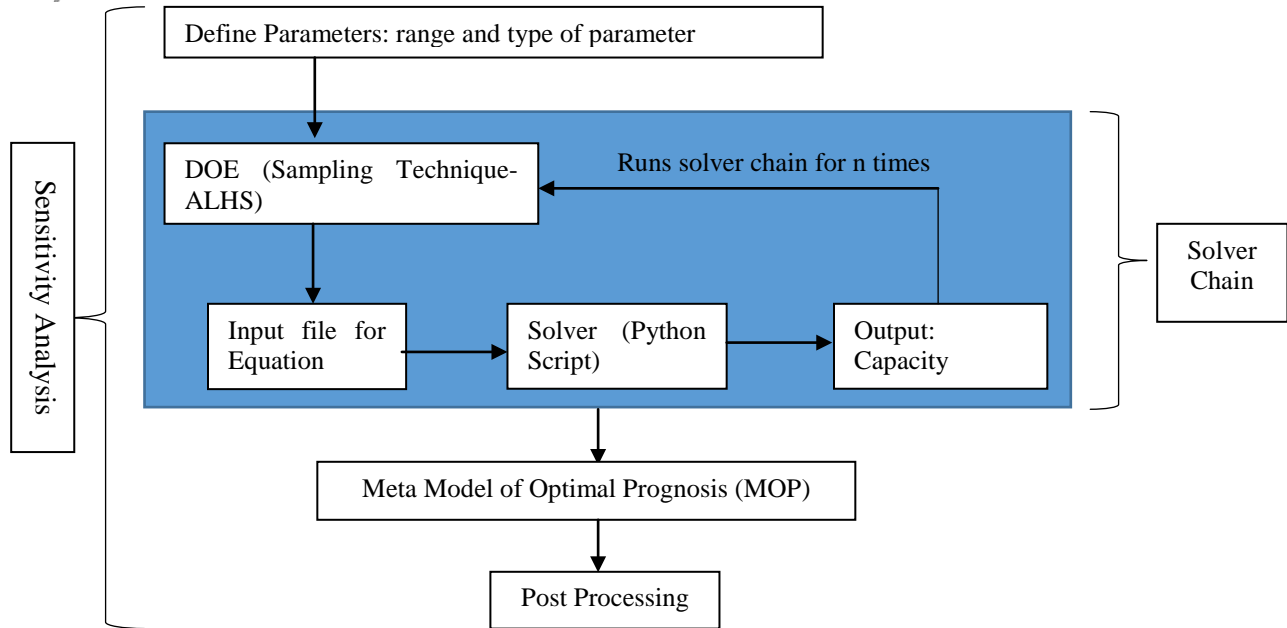 Define Parameters: range and type of parameter
DOE (Sampling Technique-
ALHS)
Runs solver chain for n times
Sensitivity Analysis
Solver
Chain
Input file for
Equation
Solver (Python
Script)
Output:
Capacity
Meta Model of Optimal Prognosis (MOP)
Post Processing